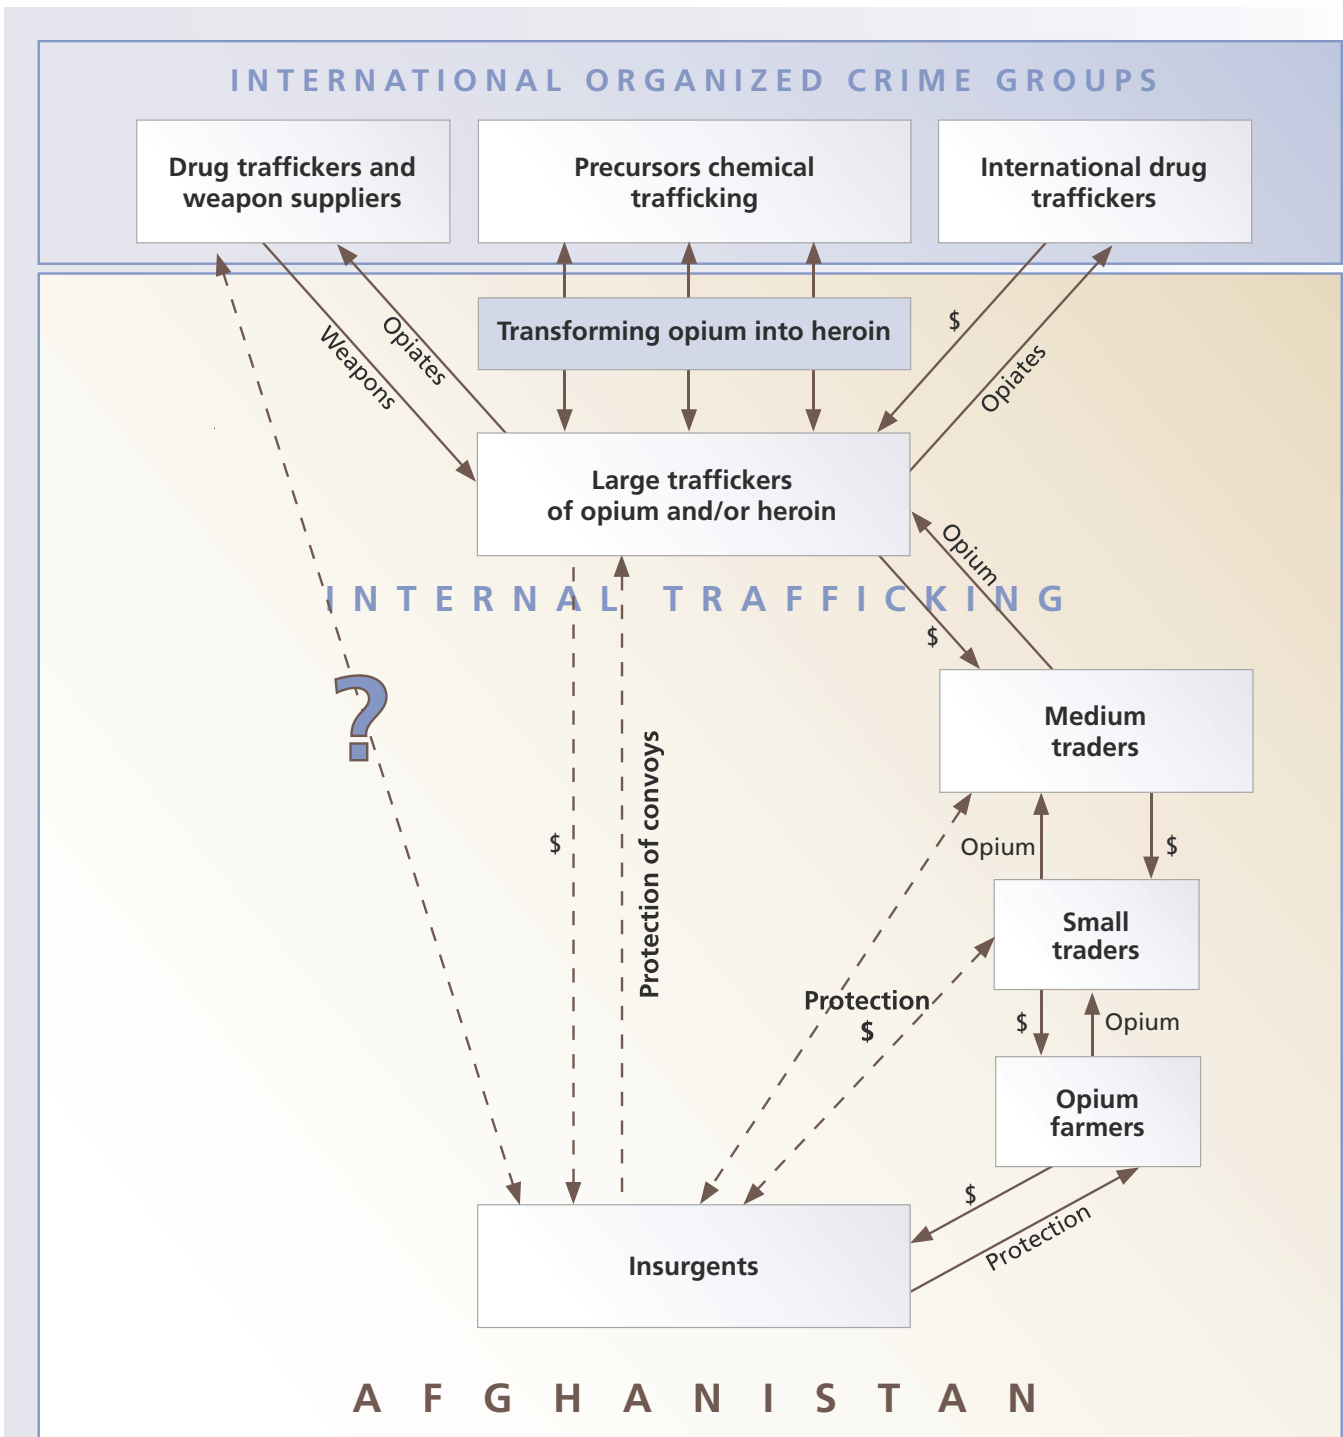 INTERNATIONAL ORGANIZED CRIME GROUPS
Drug traffickers and
weapon suppliers
Precursors chemical
trafficking
International drug
traffickers
Weapons
Opiates
Transforming opium into heroin
$
Opiates
Large traffickers
of opium and/or heroin
Opium
INTERNAL TRAFFICKING
$
?
Medium
traders
$
Protection of convoys
Opium
$
Small
traders
Protection
$
$
Opium
Opium
farmers
$
Protection
Insurgents
AFGHANISTAN